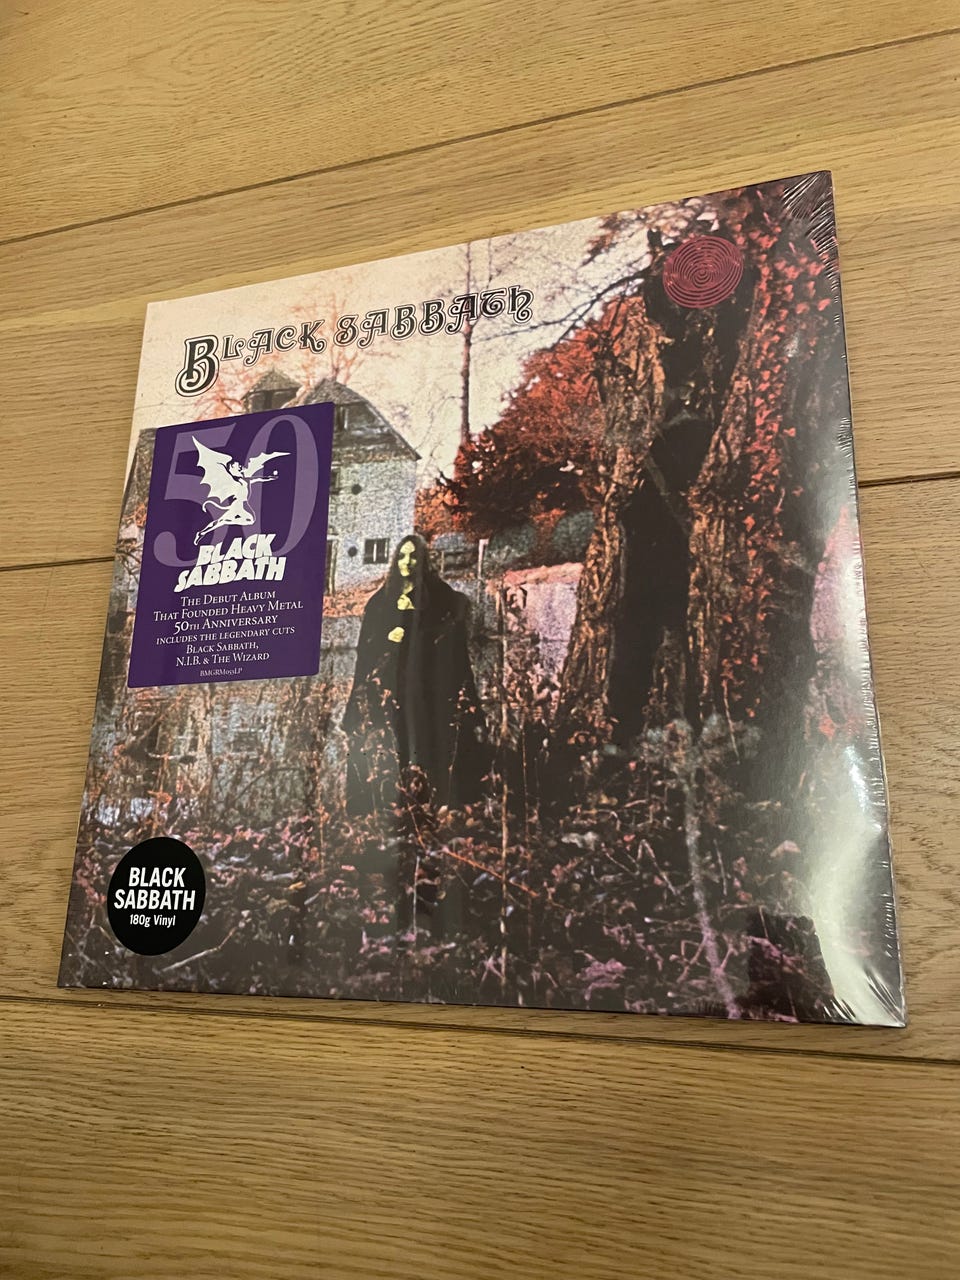 BLACK SABBATH
50
BLACK
SABBATH
THE DEBUT ALBUM
THAT FOUNDED HEAVY METAL
50TH ANNIVERSARY
INCLUDES THE LEGENDARY CUTS
BLACK SABBATH,
N.I.B. & THE WIZARD
BMGRM053LP
BLACK
SABBATH
180g Vinyl